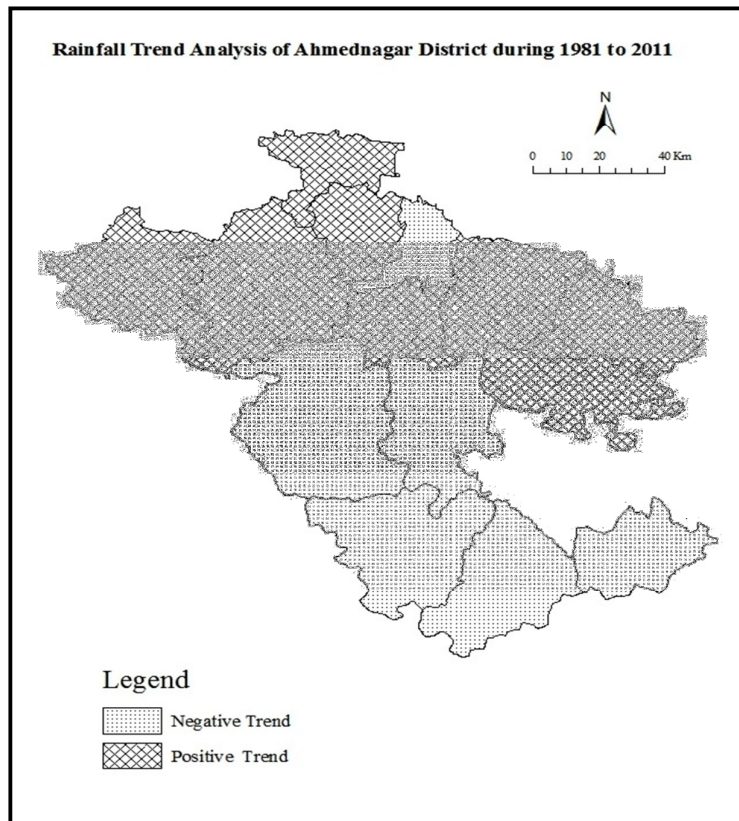 Rainfall Trend Analysis of Ahmednagar District during 1981 to 2011
N
0 10 20 40 Km
Legend
Negative Trend
Positive Trend